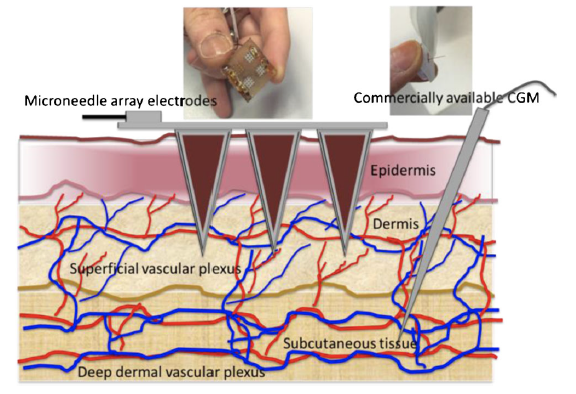 Microneedle array electrodes
Commercially available CGM
Epidermis
Dermis
Superficial vascular plexus
Subcutaneous tissue
Deep dermal vascular plexus